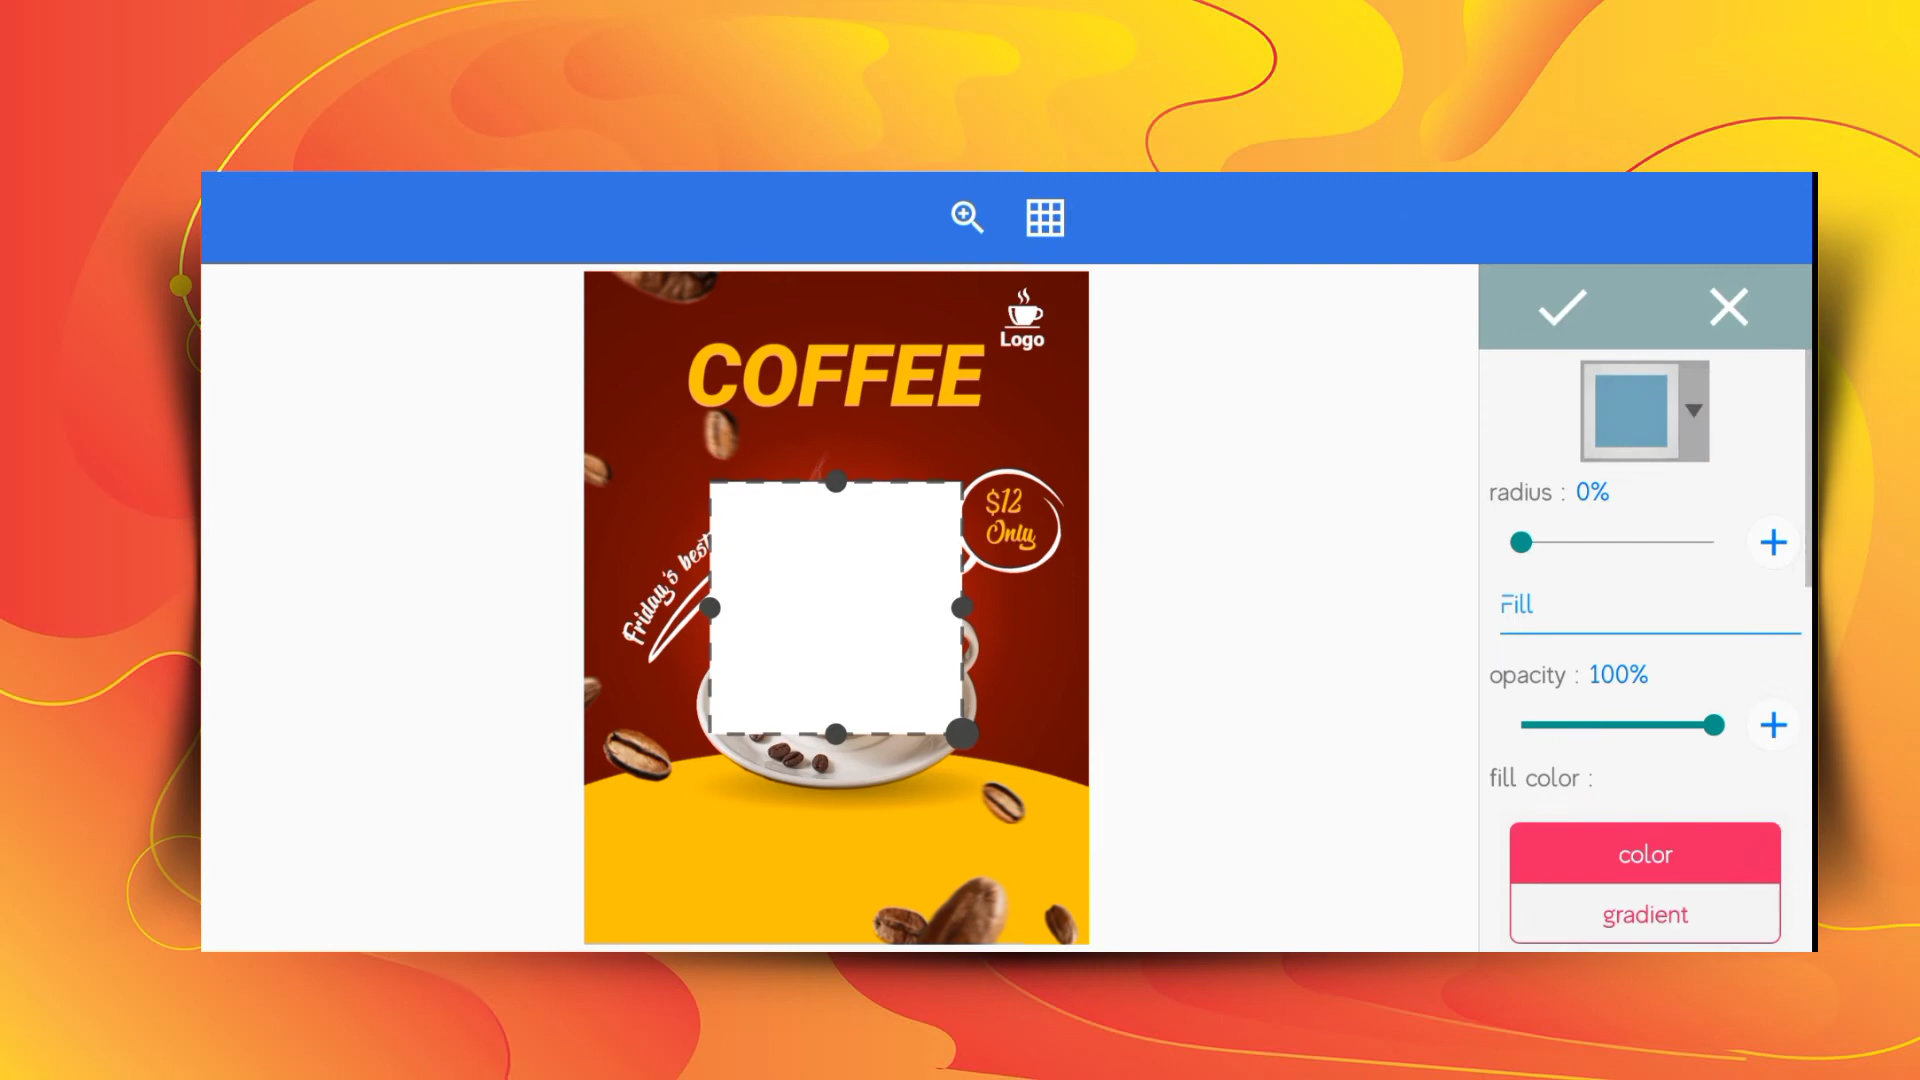 Logo
COFFEE
$12
Only
Friday's best
radius : 0%
Fill
opacity : 100%
fill color :
color
gradient